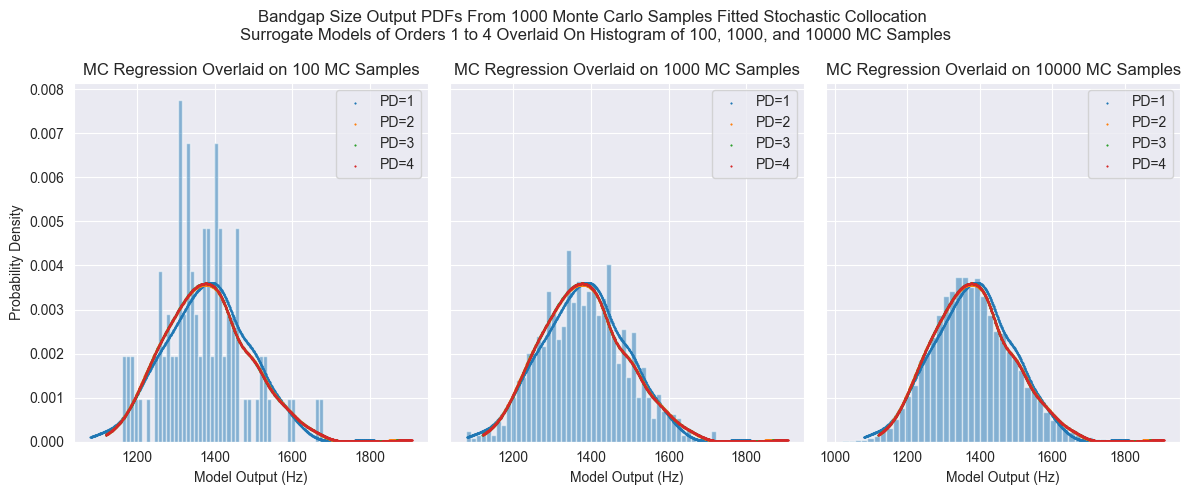 Bandgap Size Output PDFs From 1000 Monte Carlo Samples Fitted Stochastic Collocation
Surrogate Models of Orders 1 to 4 Overlaid On Histogram of 100, 1000, and 10000 MC Samples
MC Regression Overlaid on 100 MC Samples
0.008
0.007
0.006
0.005
0.004
0.003
0.002
0.001
0.000
Probability Density
PD=1
PD=2
PD=3
PD=4
1200 1400 1600 1800
Model Output (Hz)
MC Regression Overlaid on 1000 MC Samples
PD=1
PD=2
PD=3
PD=4
1200 1400 1600 1800
Model Output (Hz)
MC Regression Overlaid on 10000 MC Samples
PD=1
PD=2
PD=3
PD=4
1000 1200 1400 1600 1800
Model Output (Hz)